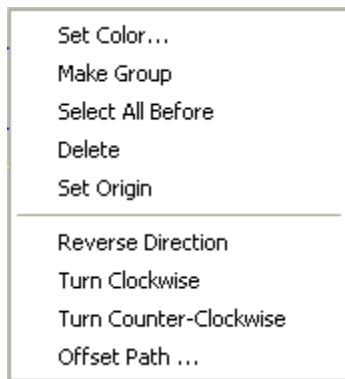 Set Color...
Make Group
Select All Before
Delete
Set Origin
Reverse Direction
Turn Clockwise
Turn Counter-Clockwise
Offset Path ...